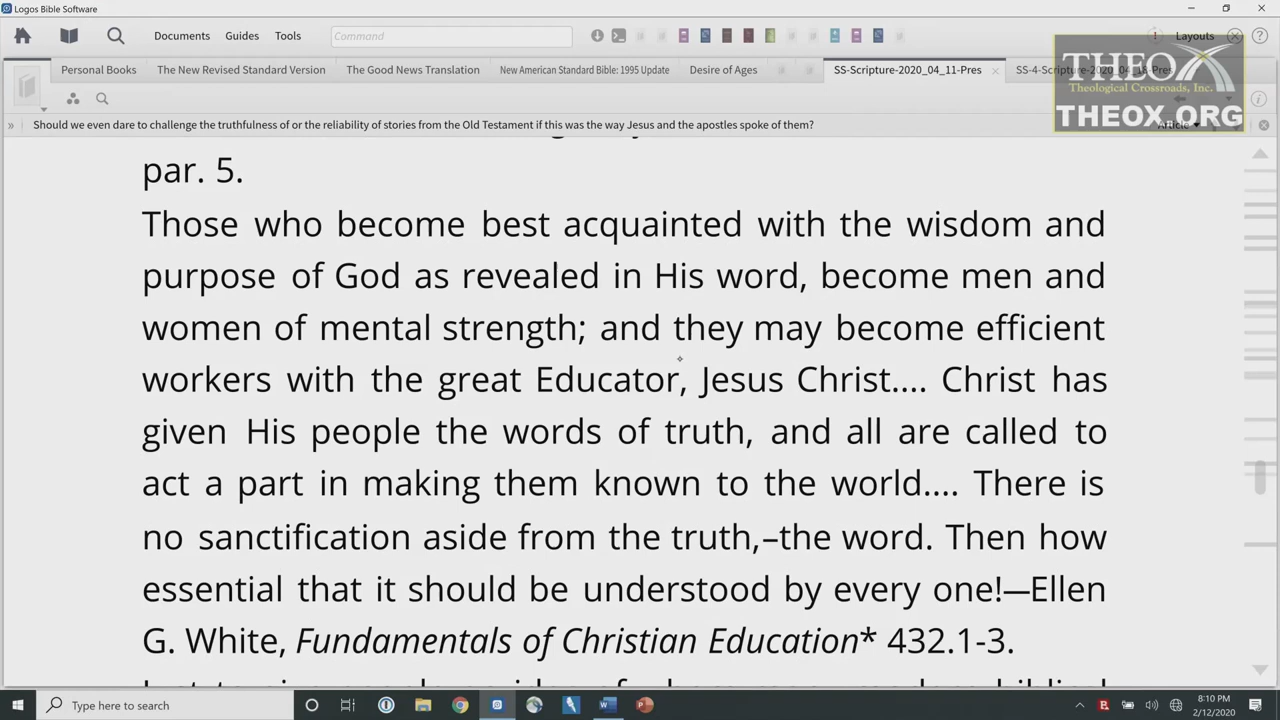 Logos Bible Software
Documents Guides Tools Command Layouts
THEOX
Theological Crossroads, Inc.
THEOX.ORG
Personal Books The New Revised Standard Version New American Standard Bible: 1995 Update Desire of Ages SS-Scripture-2020_04_11-Pres
Should we even dare to challenge the truthfulness of or the reliability of stories from the Old Testament if this was the way Jesus and the apostles spoke of them? Article
par. 5.
Those who become best acquainted with the wisdom and
purpose of God as revealed in His word, become men and
women of mental strength; and they may become efficient
workers with the great Educator, Jesus Christ.... Christ has
given His people the words of truth, and all are called to
act a part in making them known to the world.... There is
no sanctification aside from the truth,–the word. Then how
essential that it should be understood by every one!—Ellen
G. White, Fundamentals of Christian Education* 432.1-3.
Type here to search
8:10 PM
2/12/2020